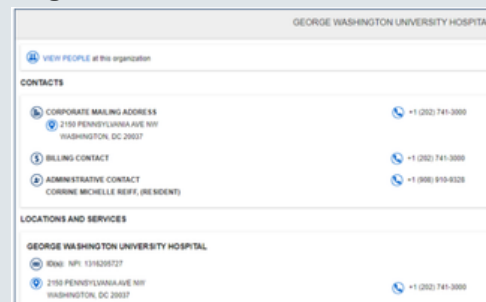 GEORGE WASHINGTON UNIVERSITY HOSPITA
VIEW PEOPLE at this organization
CONTACTS
CORPORATE MAILING ADDRESS
+1 (202) 741-3000
2150 PENNSYLVANIA AVE NW
WASHINGTON, DC 20037
BILLING CONTACT
+1 (202) 741-3000
ADMINISTRATIVE CONTACT
+1 (908) 910-9328
CORRINE MICHELLE REIFF, (RESIDENT)
LOCATIONS AND SERVICES
GEORGE WASHINGTON UNIVERSITY HOSPITAL
NPI: 1316205727
2150 PENNSYLVANIA AVE NW
+1 (202) 741-3000
WASHINGTON, DC 20037